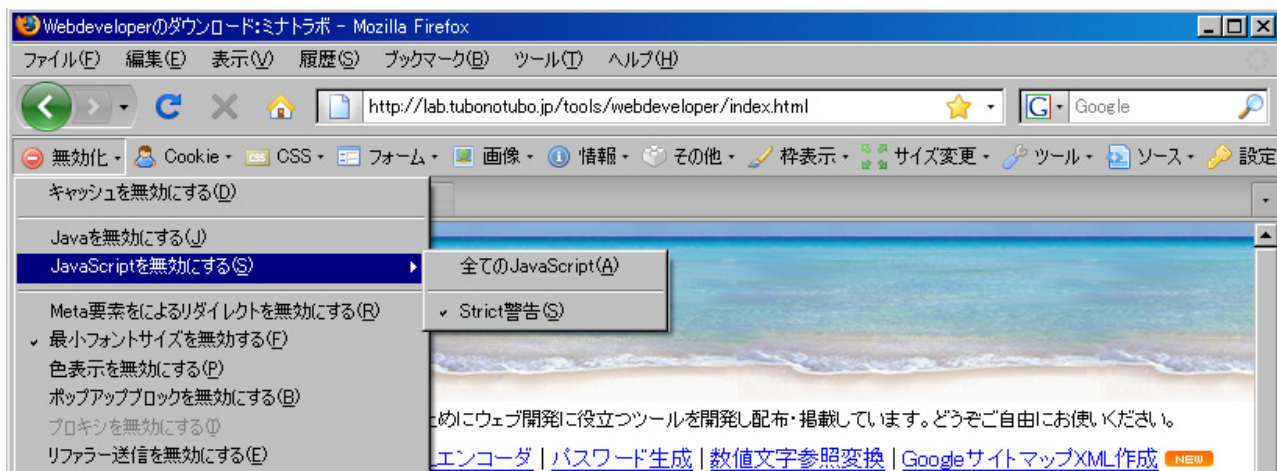 Webdeveloperのダウンロード:ミナトラボ - Mozilla Firefox
ファイル(F) 編集(E) 表示(V) 履歴(S) ブックマーク(B) ツール(T) ヘルプ(H)
http://lab.tubonotubo.jp/tools/webdeveloper/index.html G Google
無効化 Cookie css CSS フォーム 画像 情報 その他 枠表示 サイズ変更 ツール ソース 設定
キャッシュを無効にする(D)
Javaを無効にする(J)
JavaScriptを無効にする(S) 全てのJavaScript(A)
Meta要素をによるリダイレクトを無効にする(R) Strict警告(S)
最小フォントサイズを無効する(F)
色表示を無効にする(P)
ポップアップブロックを無効にする(B)
プロキシを無効にする(I)
リファラー送信を無効にする(E)
ためにウェブ開発に役立つツールを開発し配布・掲載しています。どうぞご自由にお使いください。
エンコーダ | パスワード生成 | 数値文字参照変換 | GoogleサイトマップXML作成 NEW